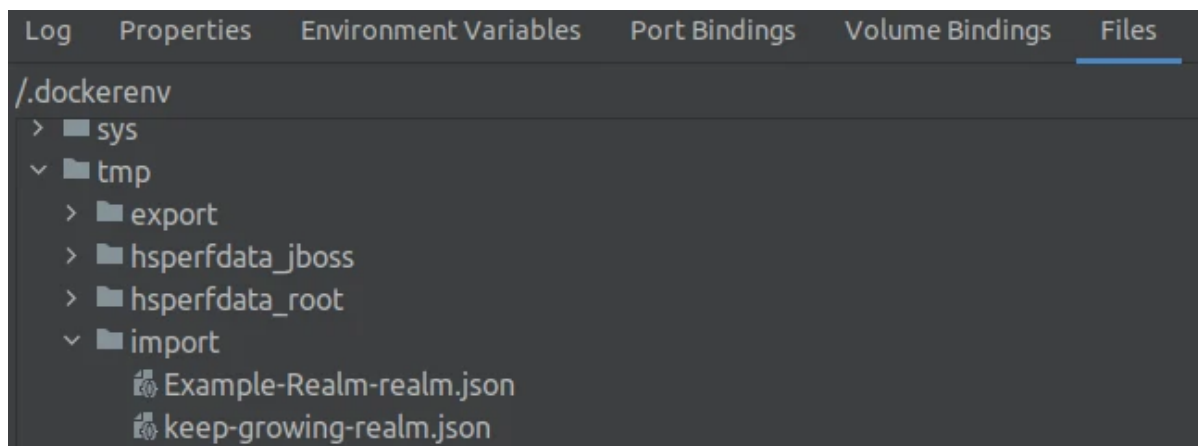 Log Properties Environment Variables Port Bindings Volume Bindings Files
/.dockerenv
sys
tmp
export
hsperfdata_jboss
hsperfdata_root
import
Example-Realm-realm.json
keep-growing-realm.json